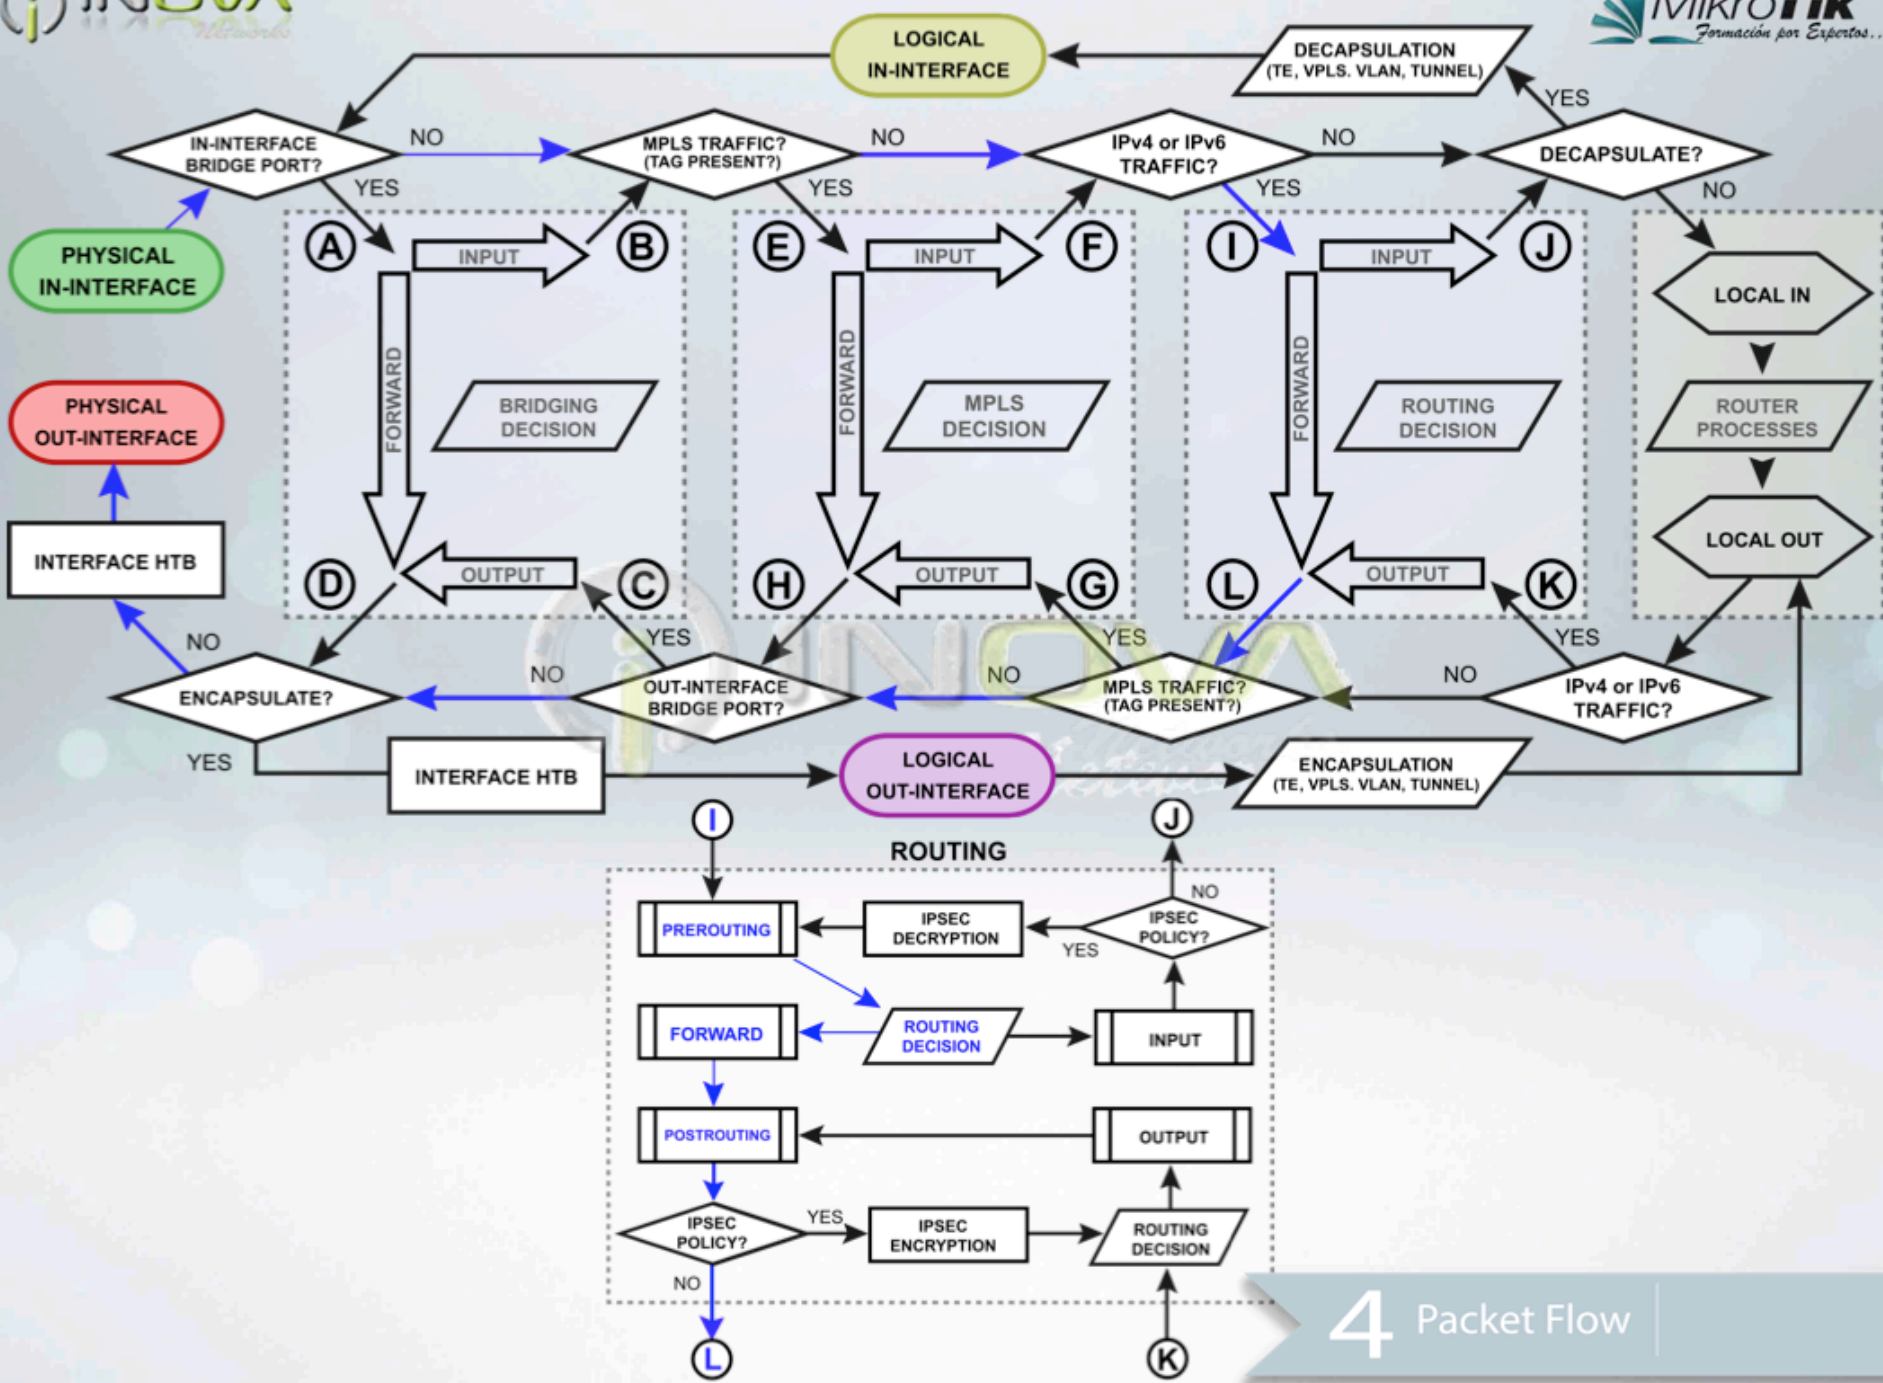 iNOVA
Networks
MikroTik
Formación por Expertos..
LOGICAL
IN-INTERFACE
DECAPSULATION
(TE, VPLS. VLAN, TUNNEL)
YES
IN-INTERFACE
BRIDGE PORT?
NO
MPLS TRAFFIC?
(TAG PRESENT?)
NO
IPv4 or IPv6
TRAFFIC?
NO
DECAPSULATE?
YES
YES
YES
NO
PHYSICAL
IN-INTERFACE
A
INPUT
B
E
INPUT
F
I
INPUT
J
LOCAL IN
PHYSICAL
OUT-INTERFACE
FORWARD
BRIDGING
DECISION
FORWARD
MPLS
DECISION
FORWARD
ROUTING
DECISION
ROUTER
PROCESSES
INTERFACE HTB
LOCAL OUT
D
OUTPUT
C
H
OUTPUT
G
L
OUTPUT
K
NO
YES
YES
YES
iNOVA
ENCAPSULATE?
NO
OUT-INTERFACE
BRIDGE PORT?
NO
MPLS TRAFFIC?
(TAG PRESENT?)
NO
IPv4 or IPv6
TRAFFIC?
YES
INTERFACE HTB
LOGICAL
OUT-INTERFACE
ENCAPSULATION
(TE, VPLS. VLAN, TUNNEL)
I
J
ROUTING
NO
PREROUTING
IPSEC
DECRYPTION
YES
IPSEC
POLICY?
FORWARD
ROUTING
DECISION
INPUT
POSTROUTING
OUTPUT
IPSEC
POLICY?
YES
IPSEC
ENCRYPTION
ROUTING
DECISION
NO
L
K
4 Packet Flow